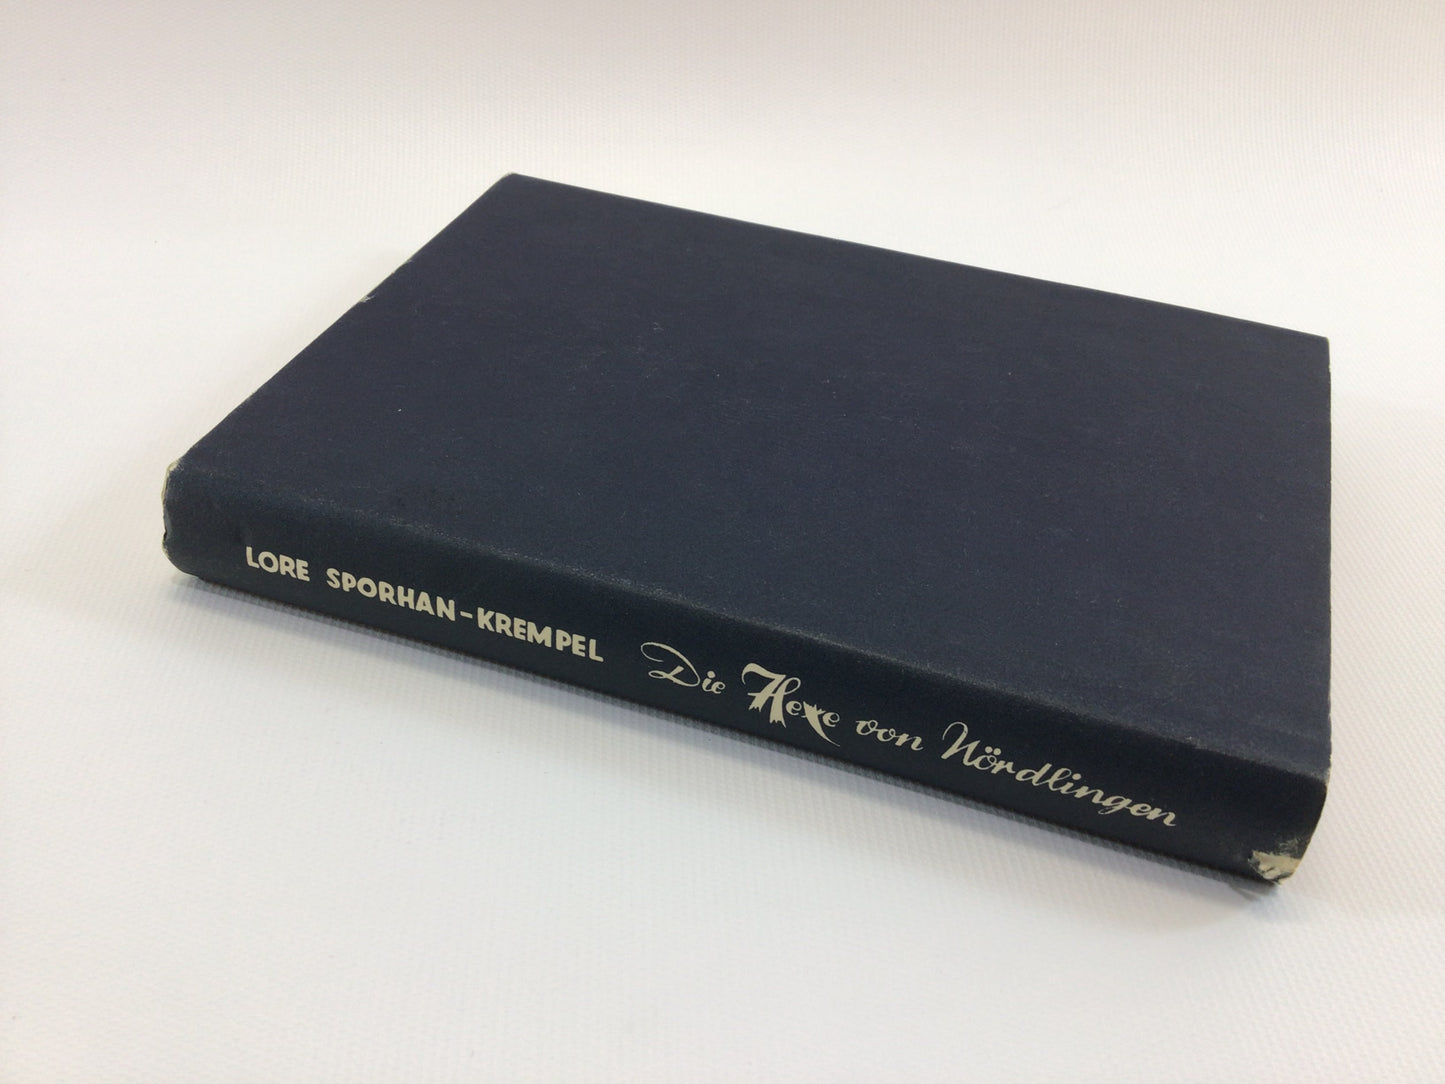 LORE SPORHAN-KREMPEL Die Hexe von Nördlingen